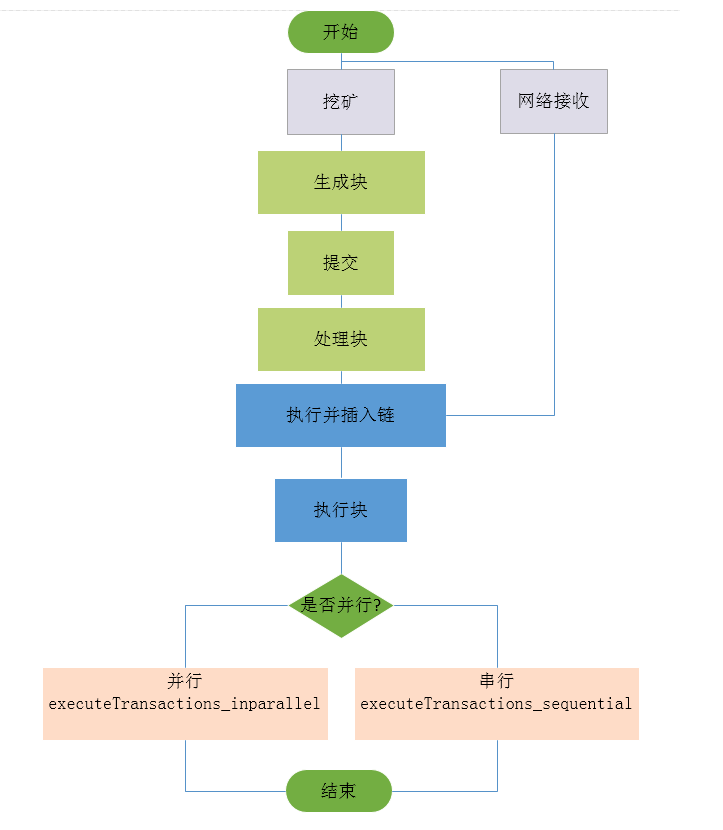 开始
挖矿
网络接收
生成块
提交
处理块
执行并插入链
执行块
是否并行?
并行
executeTransactions_inparallel
串行
executeTransactions_sequential
结束